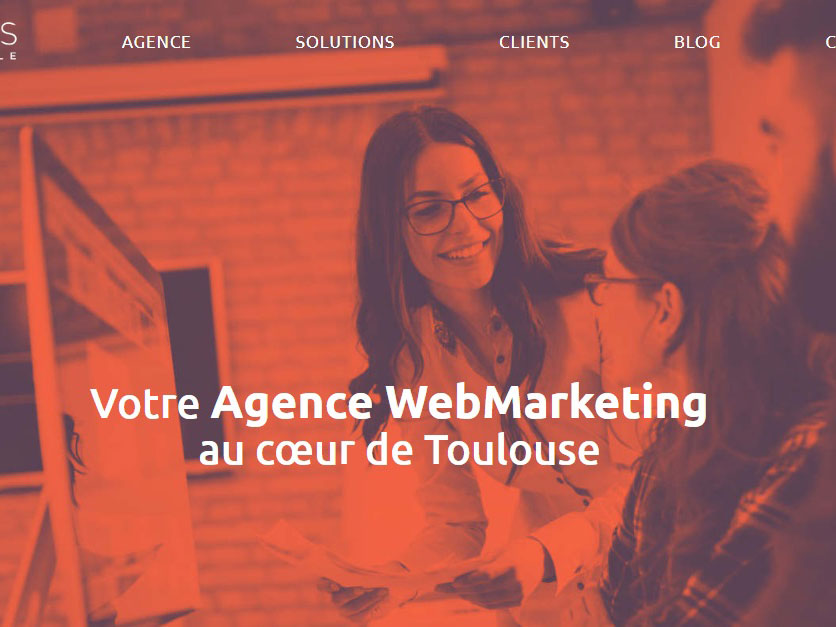 AGENCE SOLUTIONS CLIENTS BLOG
Votre Agence WebMarketing
au cœur de Toulouse